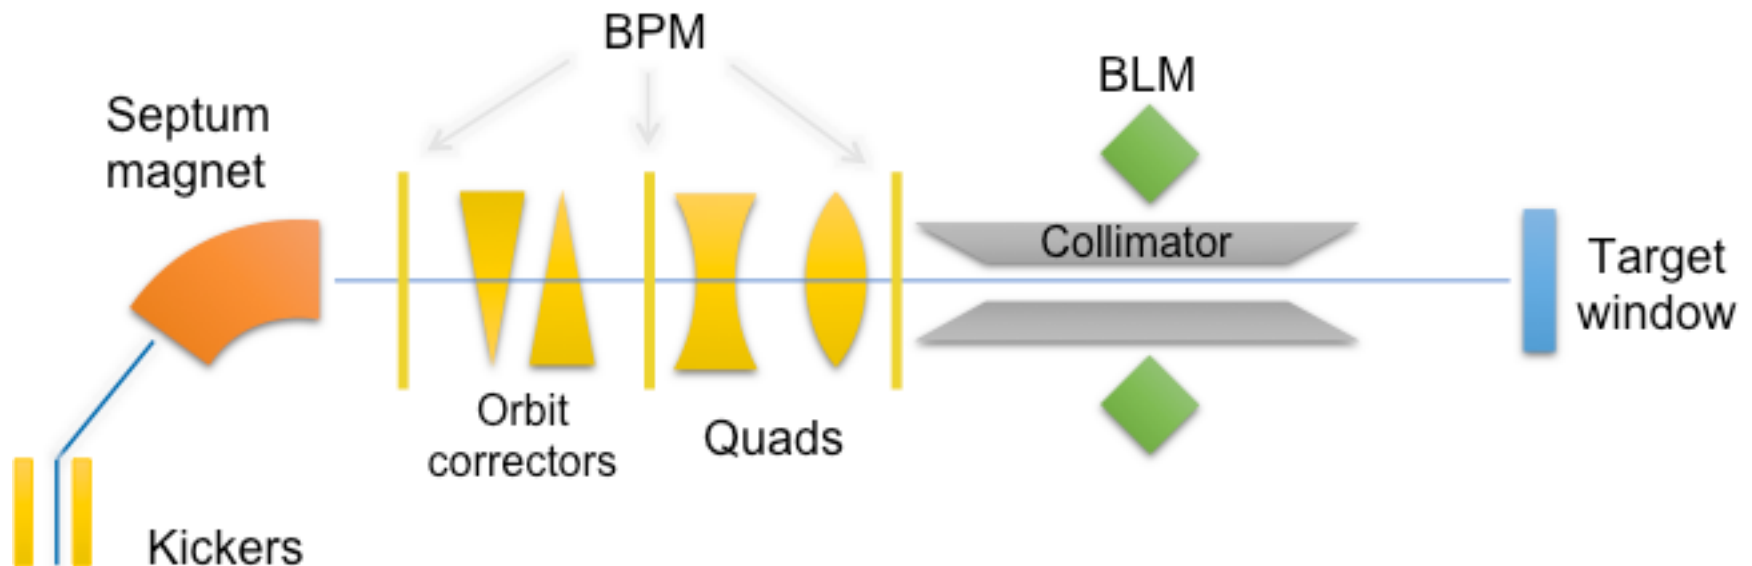 BPM
BLM
Septum
magnet
Collimator
Target
window
Orbit
correctors
Quads
Kickers